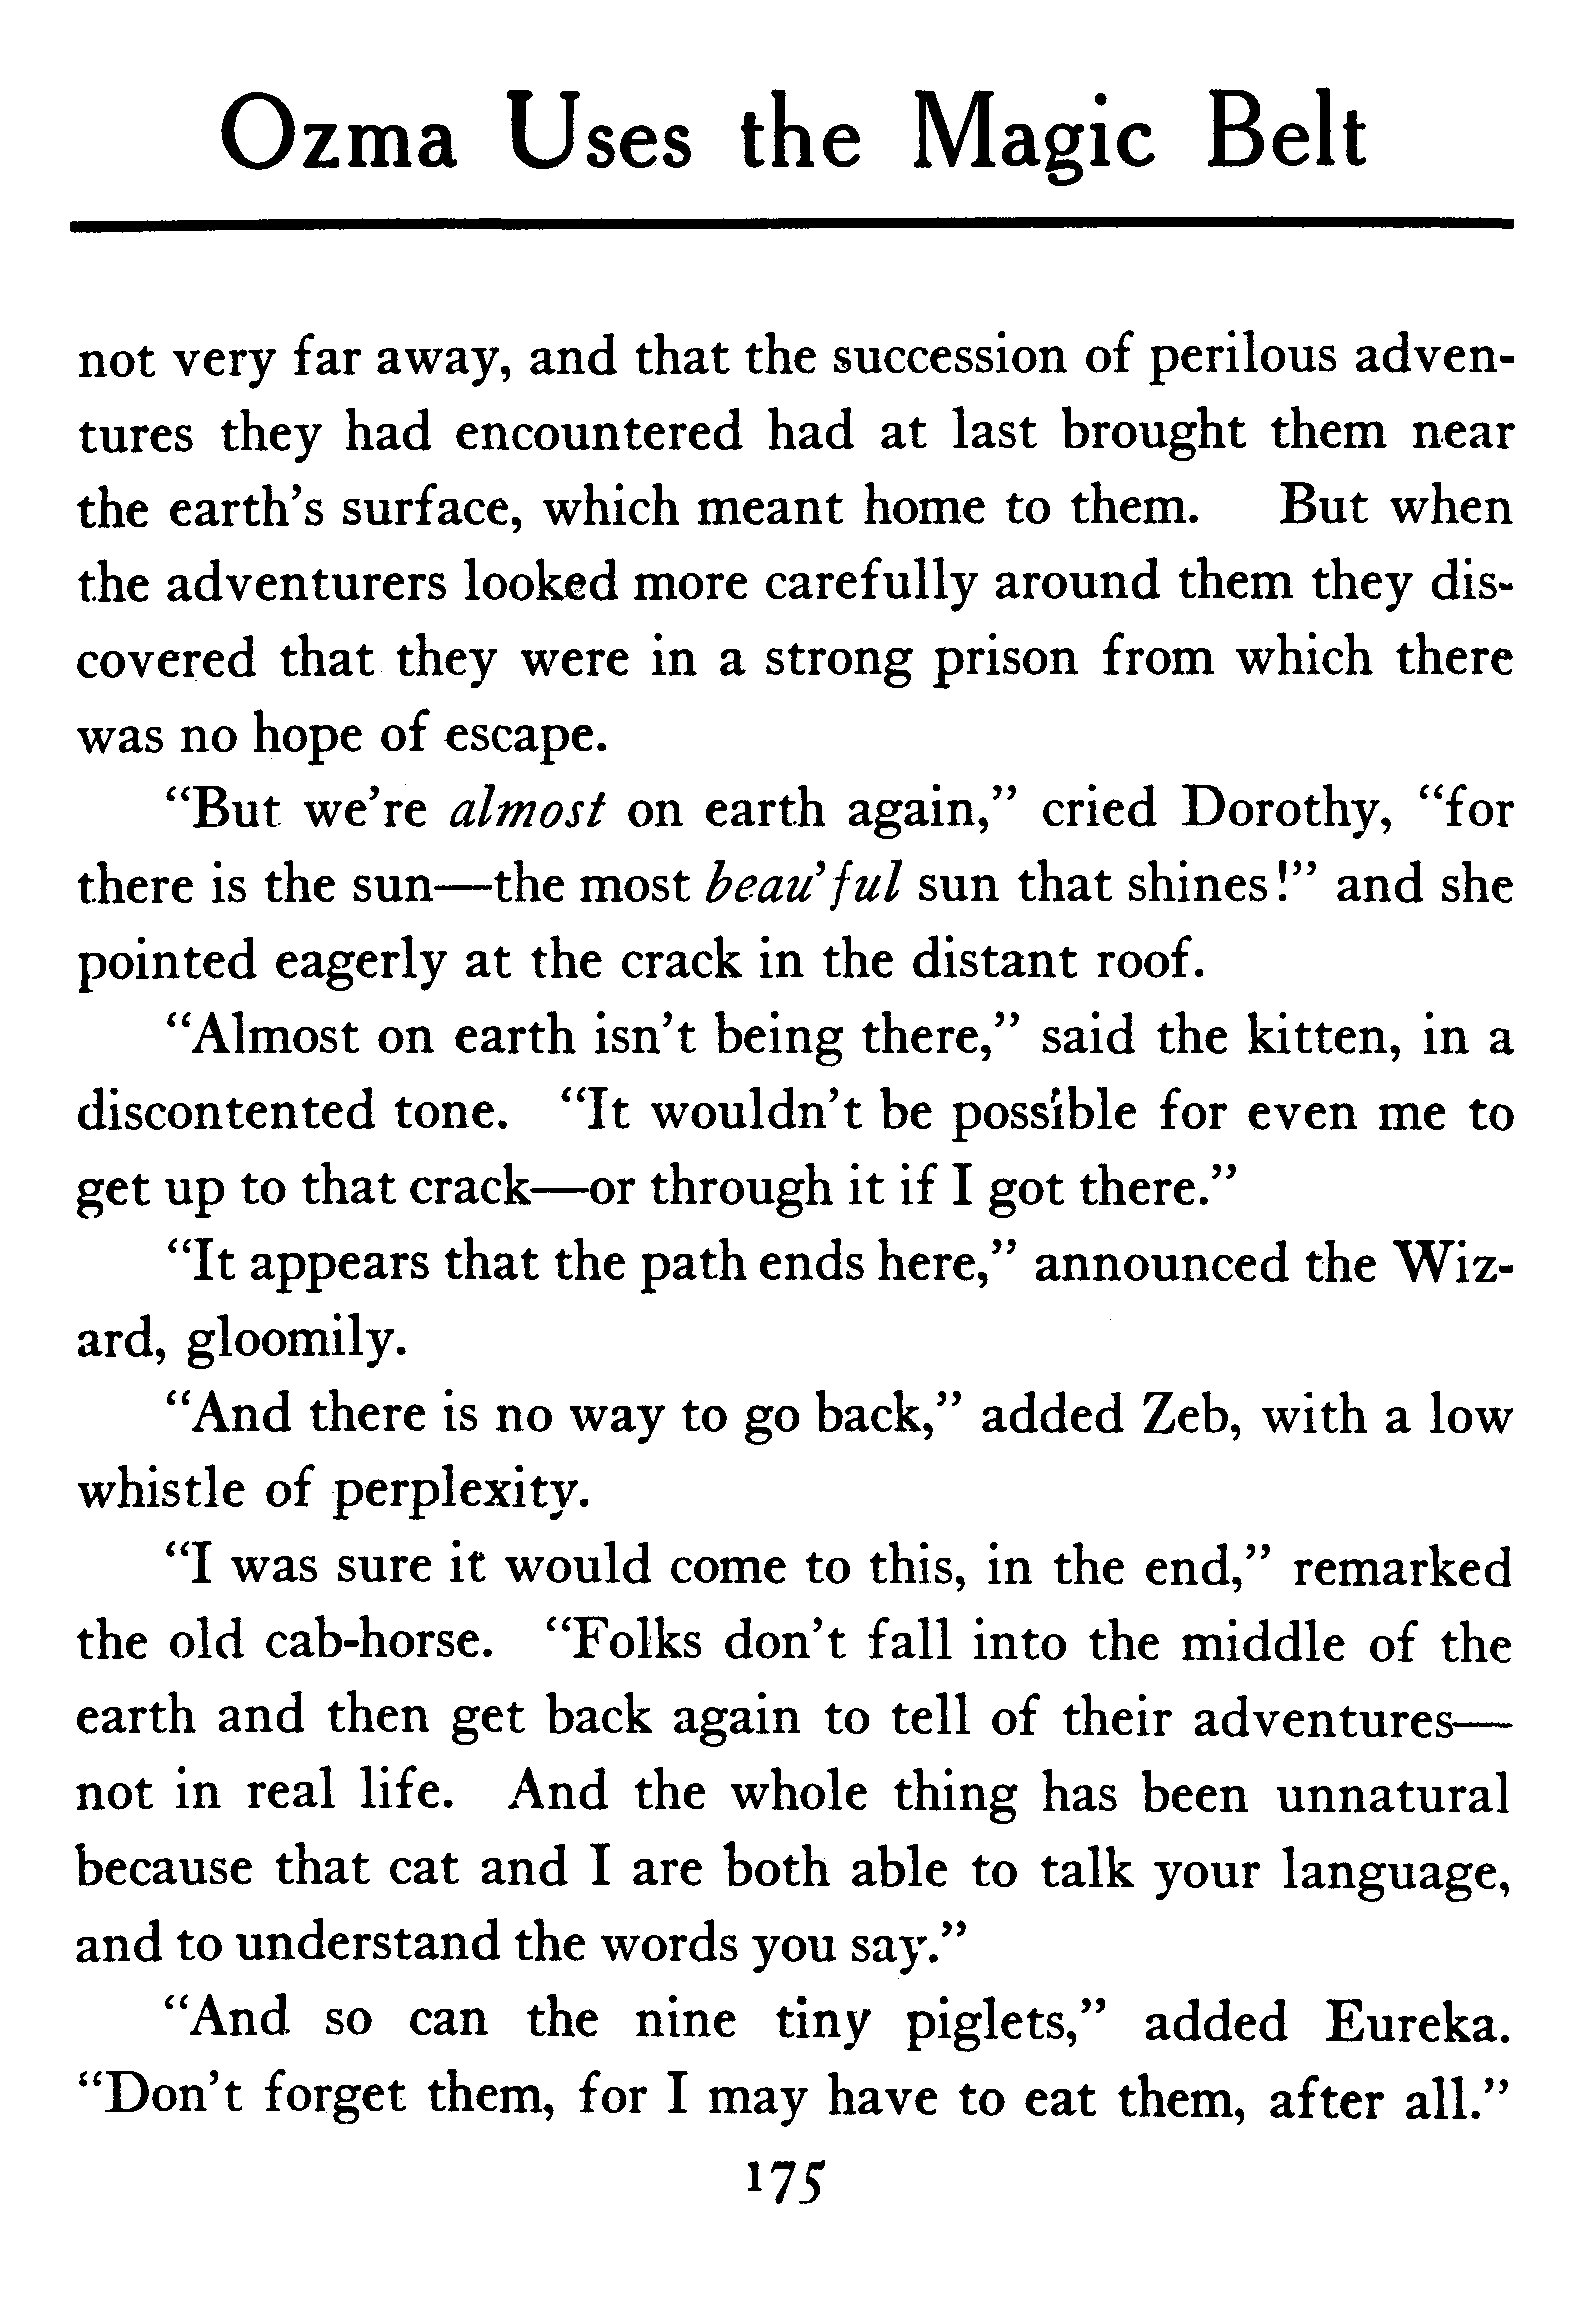 Ozma Uses the Magic Belt
not very far away, and that the succession of perilous adven-
tures they had encountered had at last brought them near
the earth's surface, which meant home to them. But when
the adventurers looked more carefully around them they dis-
covered that they were in a strong prison from which there
was no hope of escape.
"But we're almost on earth again," cried Dorothy, "for
there is the sun—the most beau'ful sun that shines!" and she
pointed eagerly at the crack in the distant roof.
"Almost on earth isn't being there," said the kitten, in a
discontented tone. "It wouldn't be possible for even me to
get up to that crack—or through it if I got there."
"It appears that the path ends here," announced the Wiz-
ard, gloomily.
"And there is no way to go back," added Zeb, with a low
whistle of perplexity.
"I was sure it would come to this, in the end," remarked
the old cab-horse. "Folks don't fall into the middle of the
earth and then get back again to tell of their adventures—
not in real life. And the whole thing has been unnatural
because that cat and I are both able to talk your language,
and to understand the words you say."
"And so can the nine tiny piglets," added Eureka.
"Don't forget them, for I may have to eat them, after all."
175